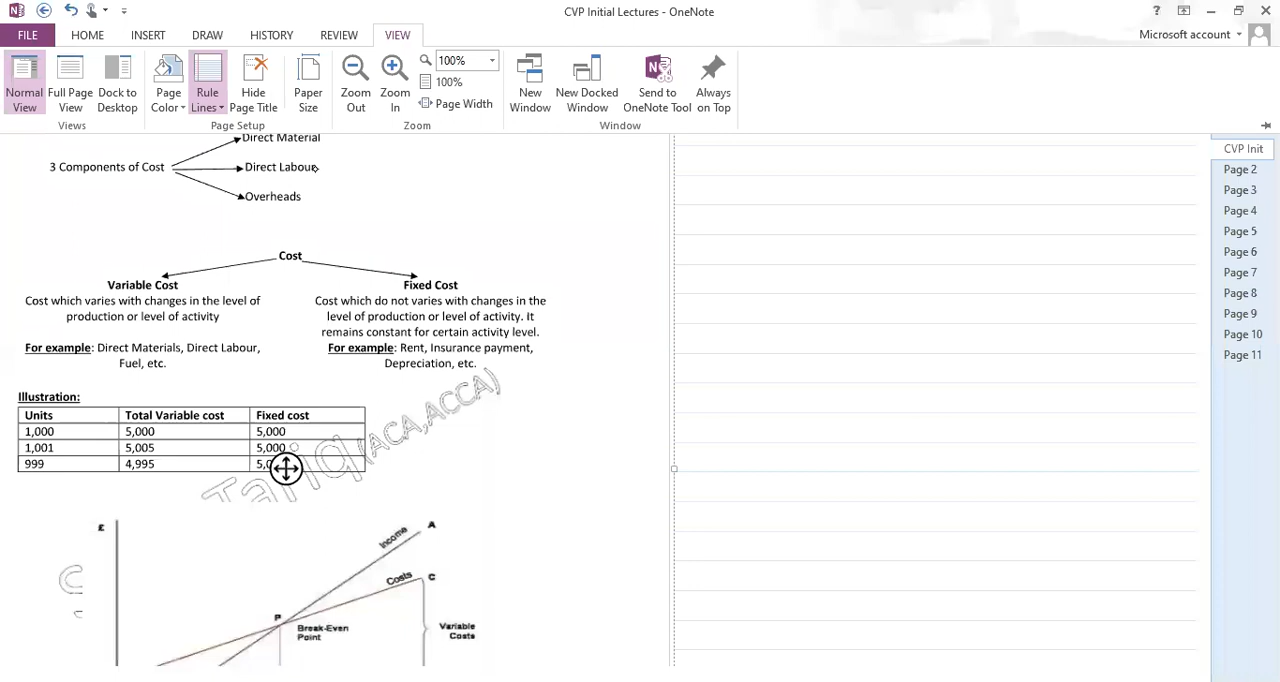 CVP Initial Lectures - OneNote
FILE HOME INSERT DRAW HISTORY REVIEW VIEW
Microsoft account
Normal View
Full Page View
Dock to Desktop
Page Color
Rule Lines
Hide Page Title
Paper Size
Zoom Out
Zoom In
100%
100%
Page Width
New Window
New Docked Window
Send to OneNote Tool
Always on Top
Views Page Setup Zoom Window
CVP Init
Page 2
Page 3
Page 4
Page 5
Page 6
Page 7
Page 8
Page 9
Page 10
Page 11
Direct Material
3 Components of Cost
Direct Labour
Overheads
Cost
Variable Cost
Cost which varies with changes in the level of
production or level of activity
For example: Direct Materials, Direct Labour,
Fuel, etc.
Fixed Cost
Cost which do not varies with changes in the
level of production or level of activity. It
remains constant for certain activity level.
For example: Rent, Insurance payment,
Depreciation, etc.
Illustration:
Units Total Variable cost Fixed cost
1,000 5,000 5,000
1,001 5,005 5,000
999 4,995
Tariq (ACA,ACCA)
£
Income A
Costs C
P
Break-Even
Point
Variable
Costs